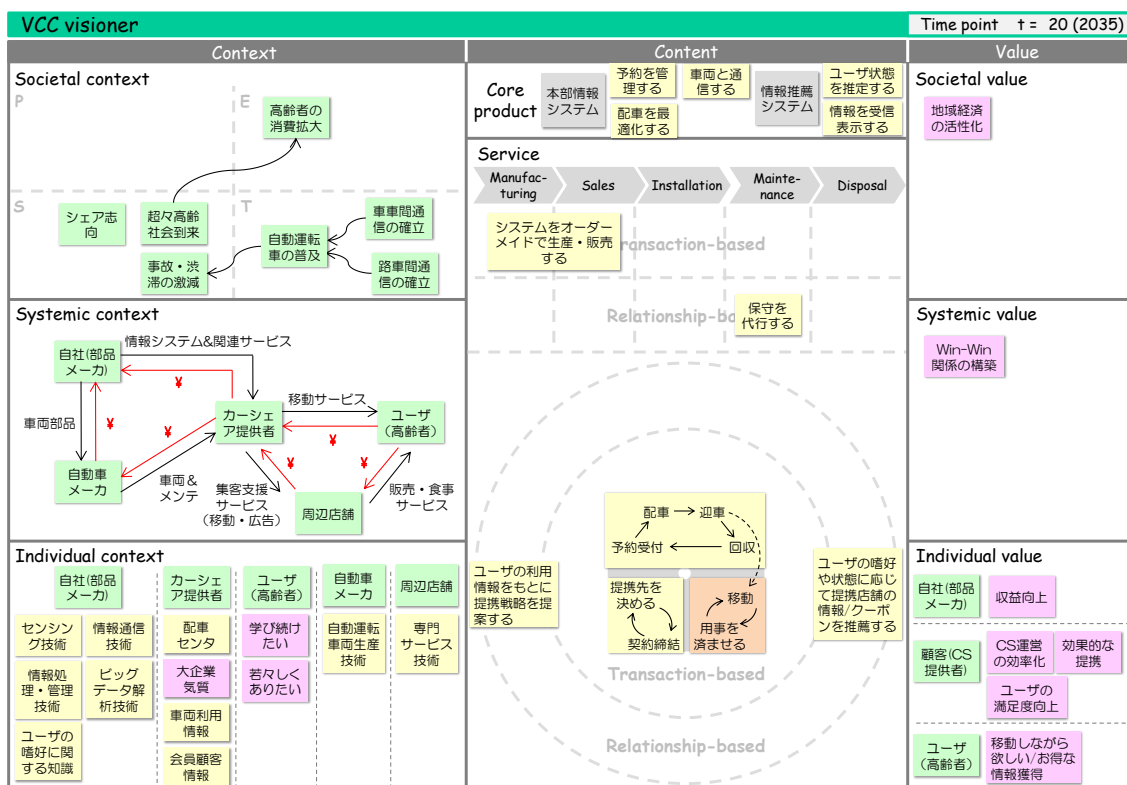 VCC visioner
Time point t = 20 (2035)
Context
Content
Value
Societal context
P
E
S
T
高齢者の
消費拡大
シェア志
向
超々高齢
社会到来
自動運転
車の普及
車車間通
信の確立
路車間通
信の確立
事故・渋
滞の激減
Systemic context
情報システム&関連サービス
自社(部品
メーカ)
¥
車両部品
¥
¥
カーシェ
ア提供者
移動サービス
¥
ユーザ
(高齢者)
自動車
メーカ
車両&
メンテ
¥
¥
集客支援
サービス
(移動・広告)
周辺店舗
販売・食事
サービス
Individual context
自社(部品
メーカ)
カーシェ
ア提供者
ユーザ
(高齢者)
自動車
メーカ
周辺店舗
センシン
グ技術
情報通信
技術
情報処
理・管理
技術
ビッグ
データ解
析技術
ユーザの
嗜好に関
する知識
配車
センタ
大企業
気質
車両利用
情報
会員顧客
情報
学び続け
たい
若々しく
ありたい
自動運転
車両生産
技術
専門
サービス
技術
Core
product
本部情報
システム
予約を管
理する
車両と通
信する
配車を最
適化する
情報推薦
システム
ユーザ状態
を推定する
情報を受信
表示する
Service
Manufac-
turing
Sales
Installation
Mainte-
nance
Disposal
システムをオーダー
メイドで生産・販売
する
ransaction-based
Relationship-b
保守を
代行する
配車
迎車
予約受付
回収
提携先を
決める
契約締結
移動
用事を
済ませる
ユーザの利用
情報をもとに
提携戦略を提
案する
ユーザの嗜好
や状態に応じ
て提携店舗の
情報/クーポ
ンを推薦する
Transaction-based
Relationship-based
Societal value
地域経済
の活性化
Systemic value
Win-Win
関係の構築
Individual value
自社(部品
メーカ)
収益向上
顧客(CS
提供者)
CS運営
の効率化
効果的な
提携
ユーザの
満足度向上
ユーザ
(高齢者)
移動しながら
欲しい/お得な
情報獲得